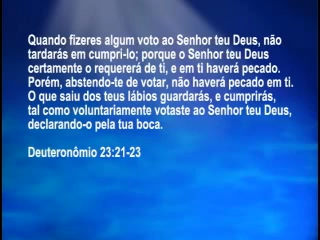 Quando fizeres algum voto ao Senhor teu Deus, não
tardarás em cumpri-lo; porque o Senhor teu Deus
certamente o requererá de ti, e em ti haverá pecado.
Porém, abstendo-te de votar, não haverá pecado em ti.
O que saiu dos teus lábios guardarás, e cumprirás,
tal como voluntariamente votaste ao Senhor teu Deus,
declarando-o pela tua boca.
Deuteronômio 23:21-23